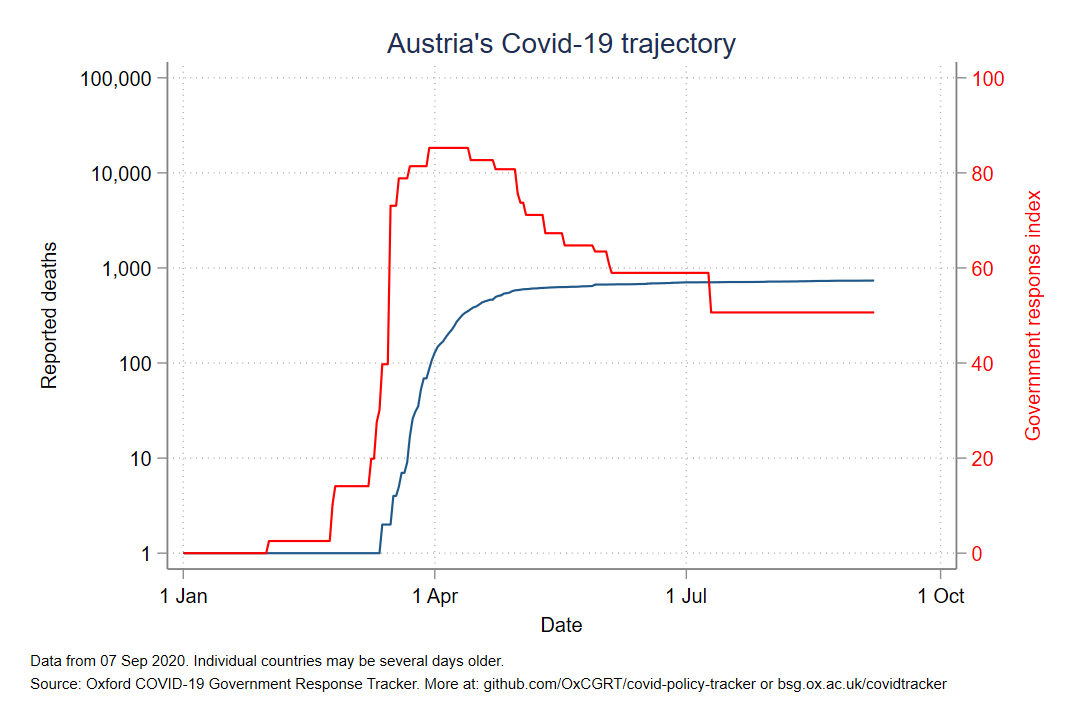 Austria's Covid-19 trajectory
100,000
10,000
1,000
100
10
1
Reported deaths
100
80
60
40
20
0
Government response index
1 Jan
1 Apr
1 Jul
1 Oct
Date
Data from 07 Sep 2020. Individual countries may be several days older.
Source: Oxford COVID-19 Government Response Tracker. More at: github.com/OxCGRT/covid-policy-tracker or bsg.ox.ac.uk/covidtracker